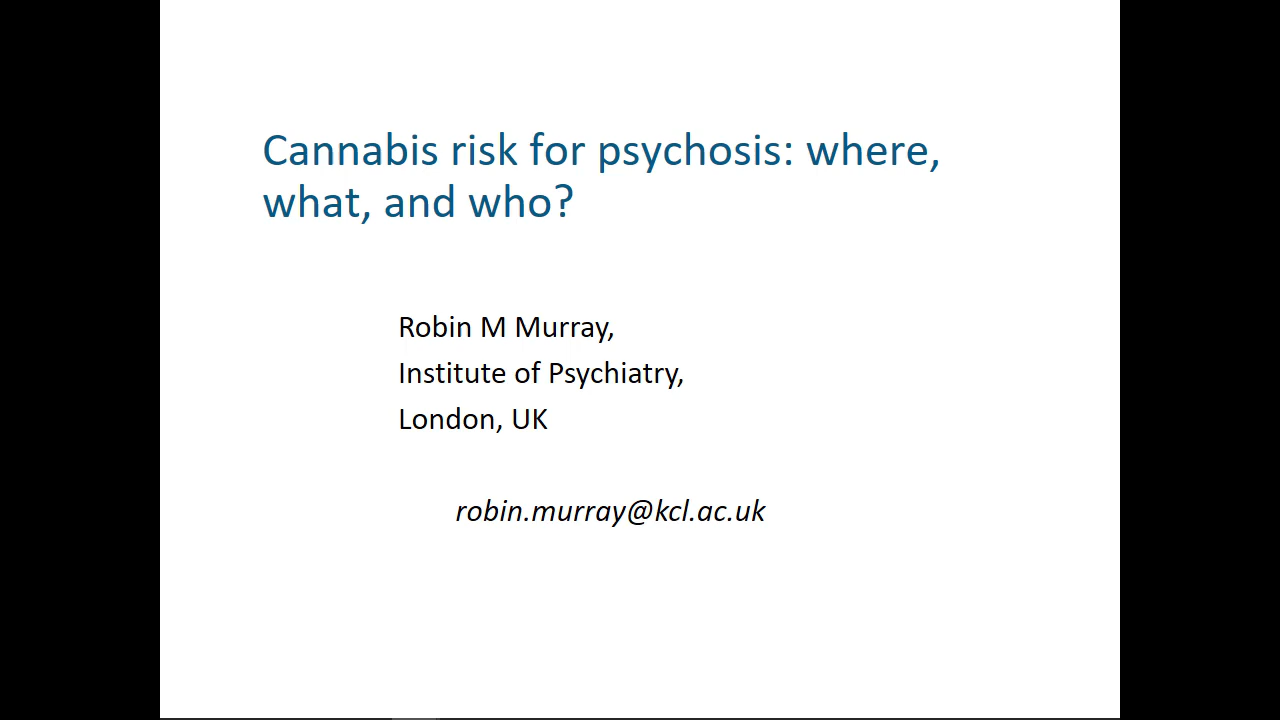 Cannabis risk for psychosis: where,
what, and who?
Robin M Murray,
Institute of Psychiatry,
London, UK
robin.murray@kcl.ac.uk